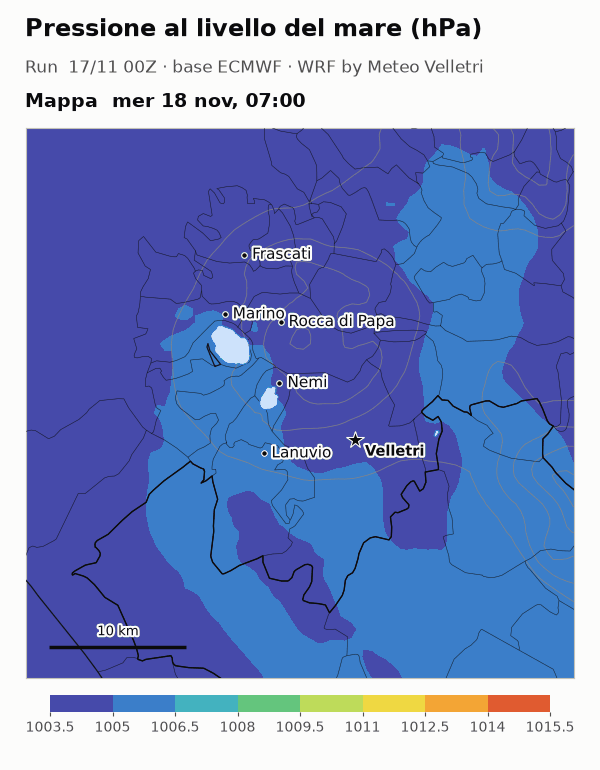 Pressione al livello del mare (hPa)
Run  17/11 00Z · base ECMWF · WRF by Meteo Velletri
Mappa  mer 18 nov, 07:00
Frascati
Marino
Rocca di Papa
Nemi
Velletri
Lanuvio
10 km
1003.5 1005 1006.5 1008 1009.5 1011 1012.5 1014 1015.5